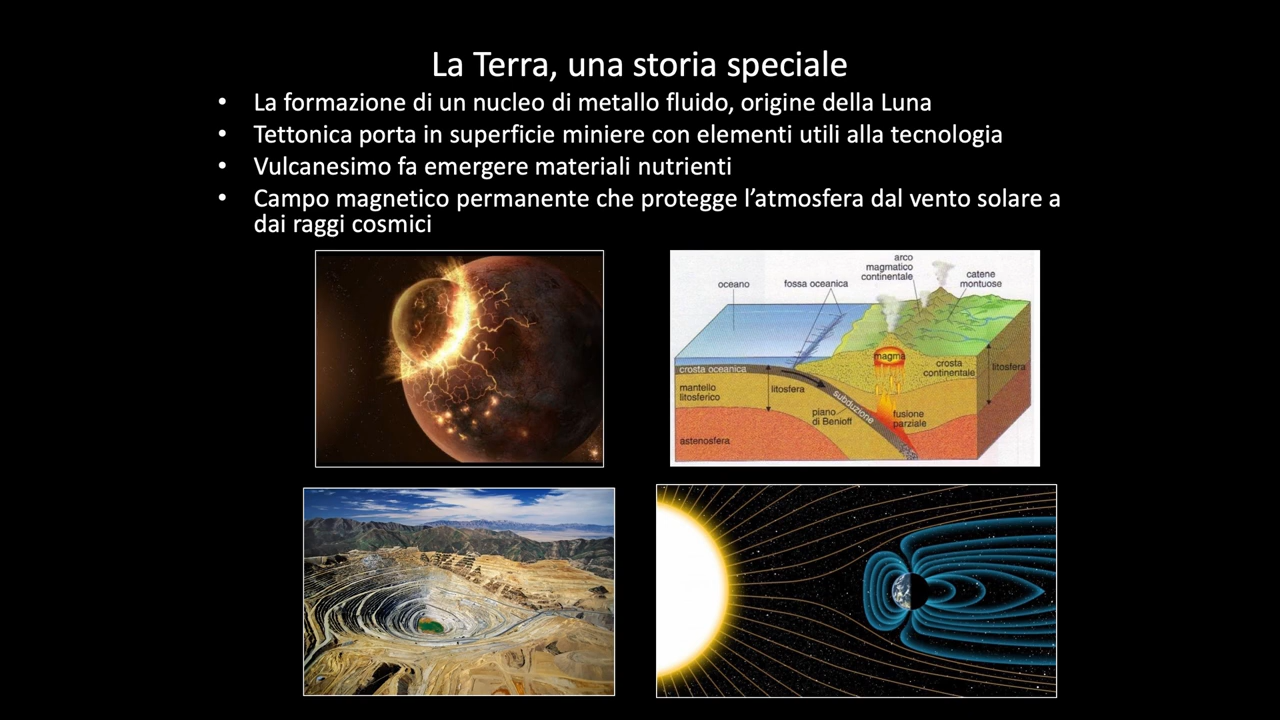 La Terra, una storia speciale
• La formazione di un nucleo di metallo fluido, origine della Luna
• Tettonica porta in superficie miniere con elementi utili alla tecnologia
• Vulcanesimo fa emergere materiali nutrienti
• Campo magnetico permanente che protegge l’atmosfera dal vento solare a
dai raggi cosmici
arco
magmatico
continentale
catene
montuose
oceano
fossa oceanica
magma
crosta oceanica
crosta
continentale
litosfera
mantello
litosferico
litosfera
subduzione
piano
di Benioff
fusione
parziale
astenosfera